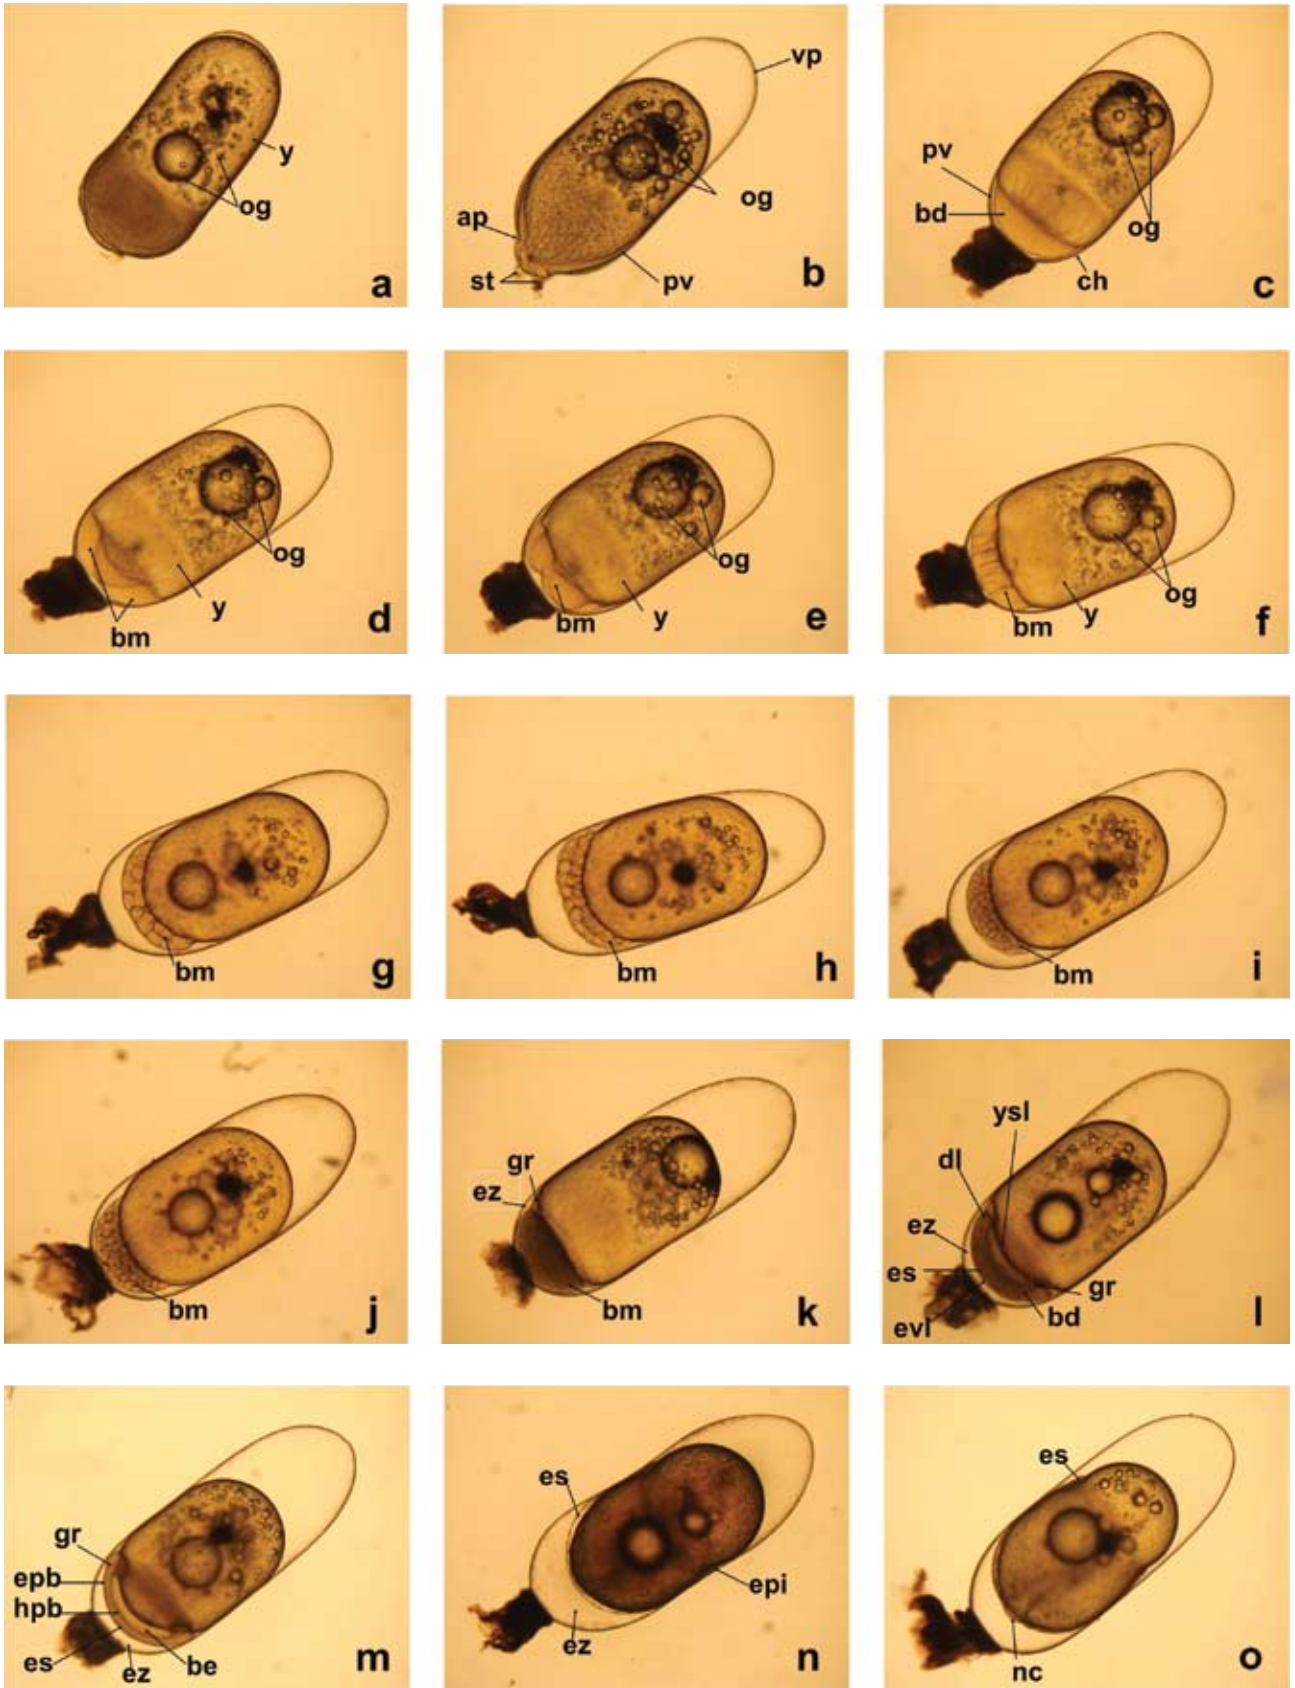 y
og
a
vp
og
ap
st
pv
b
pv
bd
og
ch
c
og
y
bm
d
og
bm
y
e
og
bm
y
f
bm
g
bm
h
bm
i
bm
j
gr
ez
bm
k
ysl
dl
ez
es
gr
evl
bd
l
gr
epb
hpb
es
ez
be
m
es
epi
ez
n
es
nc
o